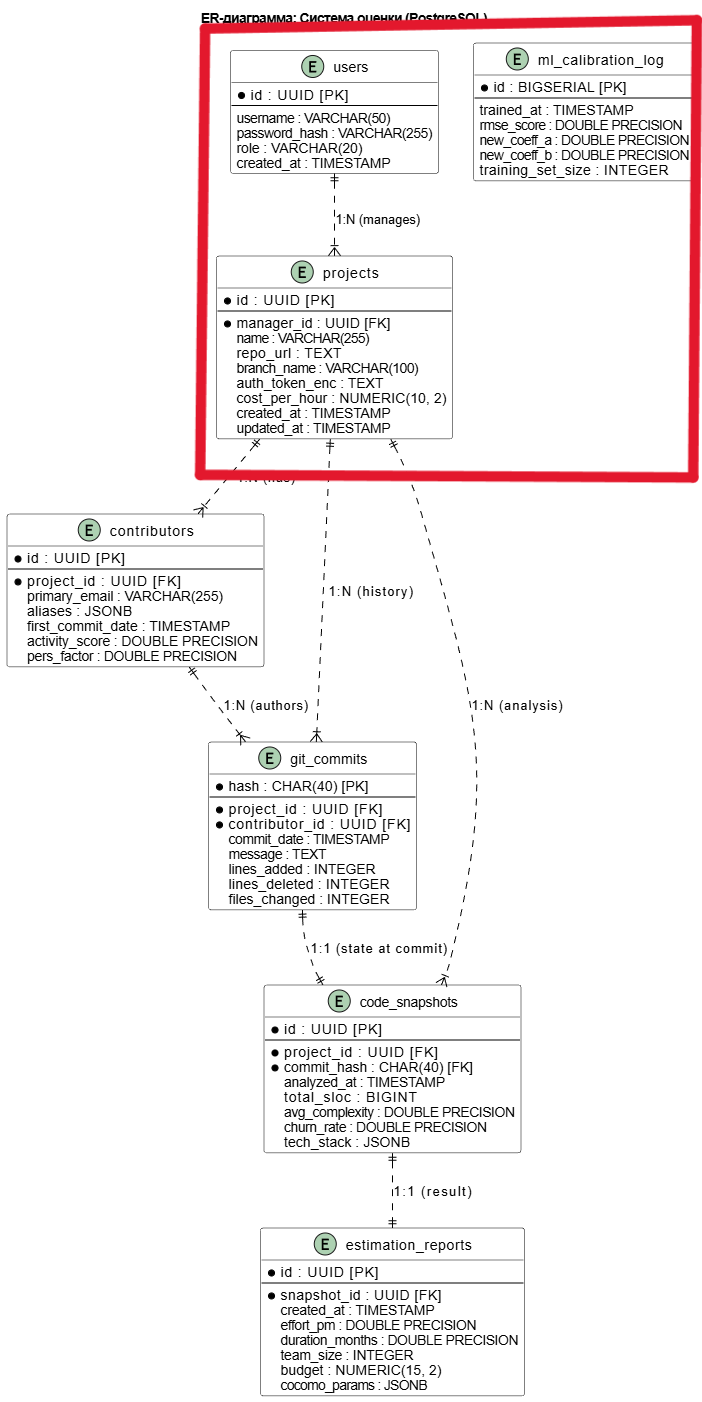 ER-диаграмма: Система оценки (PostgreSQL)
E users
id : UUID [PK]
username : VARCHAR(50)
password_hash : VARCHAR(255)
role : VARCHAR(20)
created_at : TIMESTAMP
E ml_calibration_log
id : BIGSERIAL [PK]
trained_at : TIMESTAMP
rmse_score : DOUBLE PRECISION
new_coeff_a : DOUBLE PRECISION
new_coeff_b : DOUBLE PRECISION
training_set_size : INTEGER
1:N (manages)
E projects
id : UUID [PK]
manager_id : UUID [FK]
name : VARCHAR(255)
repo_url : TEXT
branch_name : VARCHAR(100)
auth_token_enc : TEXT
cost_per_hour : NUMERIC(10, 2)
created_at : TIMESTAMP
updated_at : TIMESTAMP
1:N (has)
E contributors
id : UUID [PK]
project_id : UUID [FK]
primary_email : VARCHAR(255)
aliases : JSONB
first_commit_date : TIMESTAMP
activity_score : DOUBLE PRECISION
pers_factor : DOUBLE PRECISION
1:N (history)
1:N (authors)
1:N (analysis)
E git_commits
hash : CHAR(40) [PK]
project_id : UUID [FK]
contributor_id : UUID [FK]
commit_date : TIMESTAMP
message : TEXT
lines_added : INTEGER
lines_deleted : INTEGER
files_changed : INTEGER
1:1 (state at commit)
E code_snapshots
id : UUID [PK]
project_id : UUID [FK]
commit_hash : CHAR(40) [FK]
analyzed_at : TIMESTAMP
total_sloc : BIGINT
avg_complexity : DOUBLE PRECISION
churn_rate : DOUBLE PRECISION
tech_stack : JSONB
1:1 (result)
E estimation_reports
id : UUID [PK]
snapshot_id : UUID [FK]
created_at : TIMESTAMP
effort_pm : DOUBLE PRECISION
duration_months : DOUBLE PRECISION
team_size : INTEGER
budget : NUMERIC(15, 2)
cocomo_params : JSONB